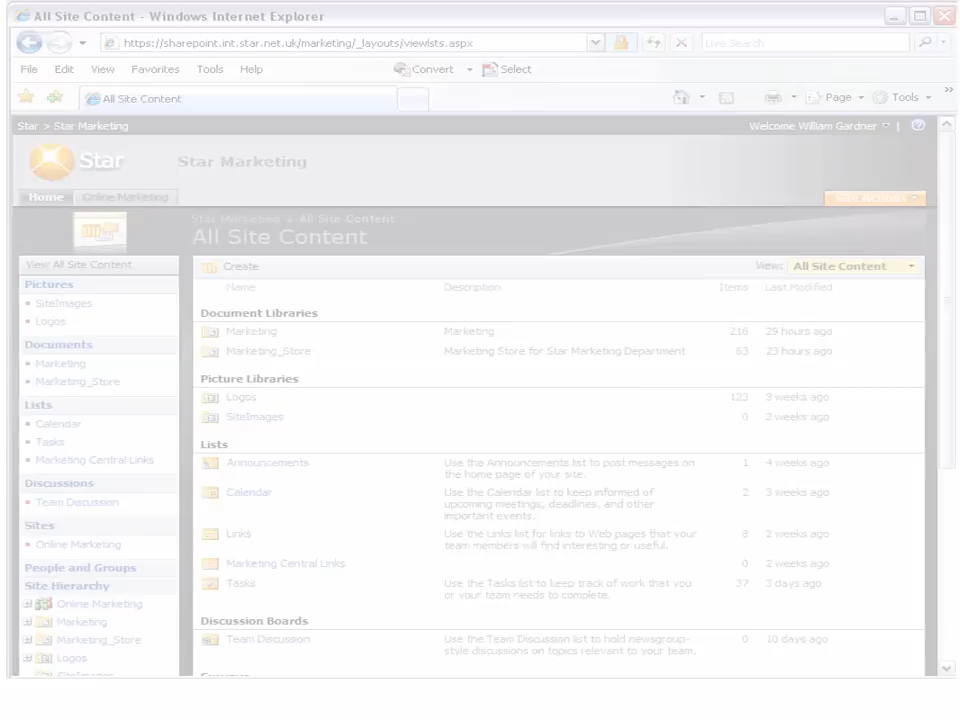 All Site Content - Windows Internet Explorer
https://sharepoint.int.star.net.uk/marketing/_layouts/viewlsts.aspx
Live Search
File Edit View Favorites Tools Help Convert Select
All Site Content Page Tools
Star > Star Marketing Welcome William Gardner
Star Star Marketing
Home Online Marketing Site Actions
Star Marketing > All Site Content
All Site Content
View All Site Content
Pictures
SiteImages
Logos
Documents
Marketing
Marketing_Store
Lists
Calendar
Tasks
Marketing Central Links
Discussions
Team Discussion
Sites
Online Marketing
People and Groups
Site Hierarchy
Online Marketing
Marketing
Marketing_Store
Logos
SiteImages
Create View: All Site Content
Name Description Items Last Modified
Document Libraries
Marketing Marketing 216 29 hours ago
Marketing_Store Marketing Store for Star Marketing Department 63 23 hours ago
Picture Libraries
Logos 123 3 weeks ago
SiteImages 0 2 weeks ago
Lists
Announcements Use the Announcements list to post messages on 1 4 weeks ago
the home page of your site.
Calendar Use the Calendar list to keep informed of 2 3 weeks ago
upcoming meetings, deadlines, and other
important events.
Links Use the Links list for links to Web pages that your 8 2 weeks ago
team members will find interesting or useful.
Marketing Central Links 0 2 weeks ago
Tasks Use the Tasks list to keep track of work that you 37 3 days ago
or your team needs to complete.
Discussion Boards
Team Discussion Use the Team Discussion list to hold newsgroup- 0 10 days ago
style discussions on topics relevant to your team.